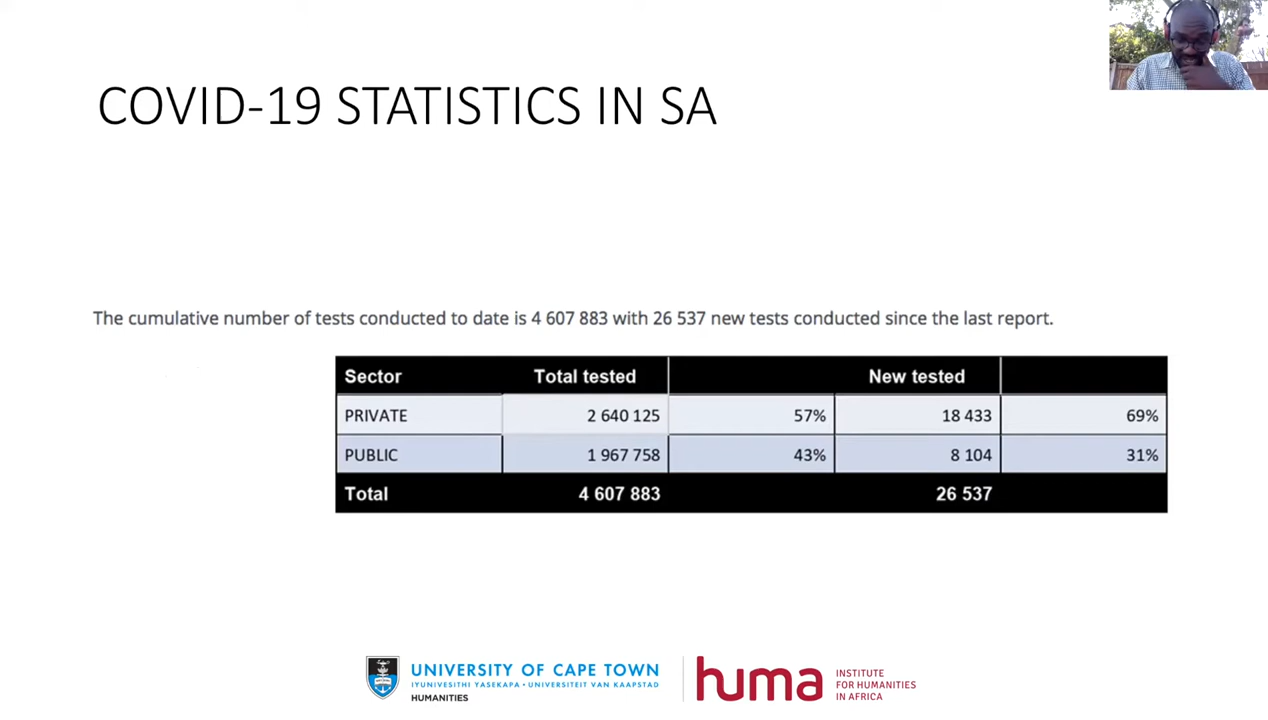 COVID-19 STATISTICS IN SA
The cumulative number of tests conducted to date is 4 607 883 with 26 537 new tests conducted since the last report.
Sector Total tested New tested
PRIVATE 2 640 125 57% 18 433 69%
PUBLIC 1 967 758 43% 8 104 31%
Total 4 607 883 26 537
UNIVERSITY OF CAPE TOWN
IYUNIVESITHI YASEKAPA • UNIVERSITEIT VAN KAAPSTAD
HUMANITIES
huma
INSTITUTE
FOR HUMANITIES
IN AFRICA